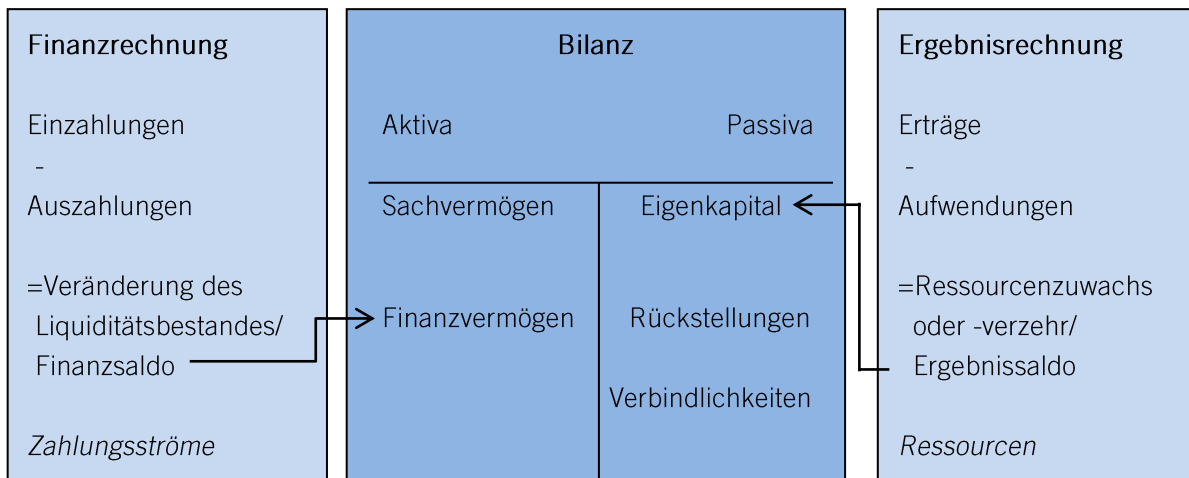 Finanzrechnung
Einzahlungen
-
Auszahlungen
=Veränderung des
Liquiditätsbestandes/
Finanzsaldo
Zahlungsströme
Bilanz
Aktiva
Passiva
Sachvermögen
Eigenkapital
Finanzvermögen
Rückstellungen
Verbindlichkeiten
Ergebnisrechnung
Erträge
-
Aufwendungen
=Ressourcenzuwachs
oder -verzehr/
Ergebnissaldo
Ressourcen